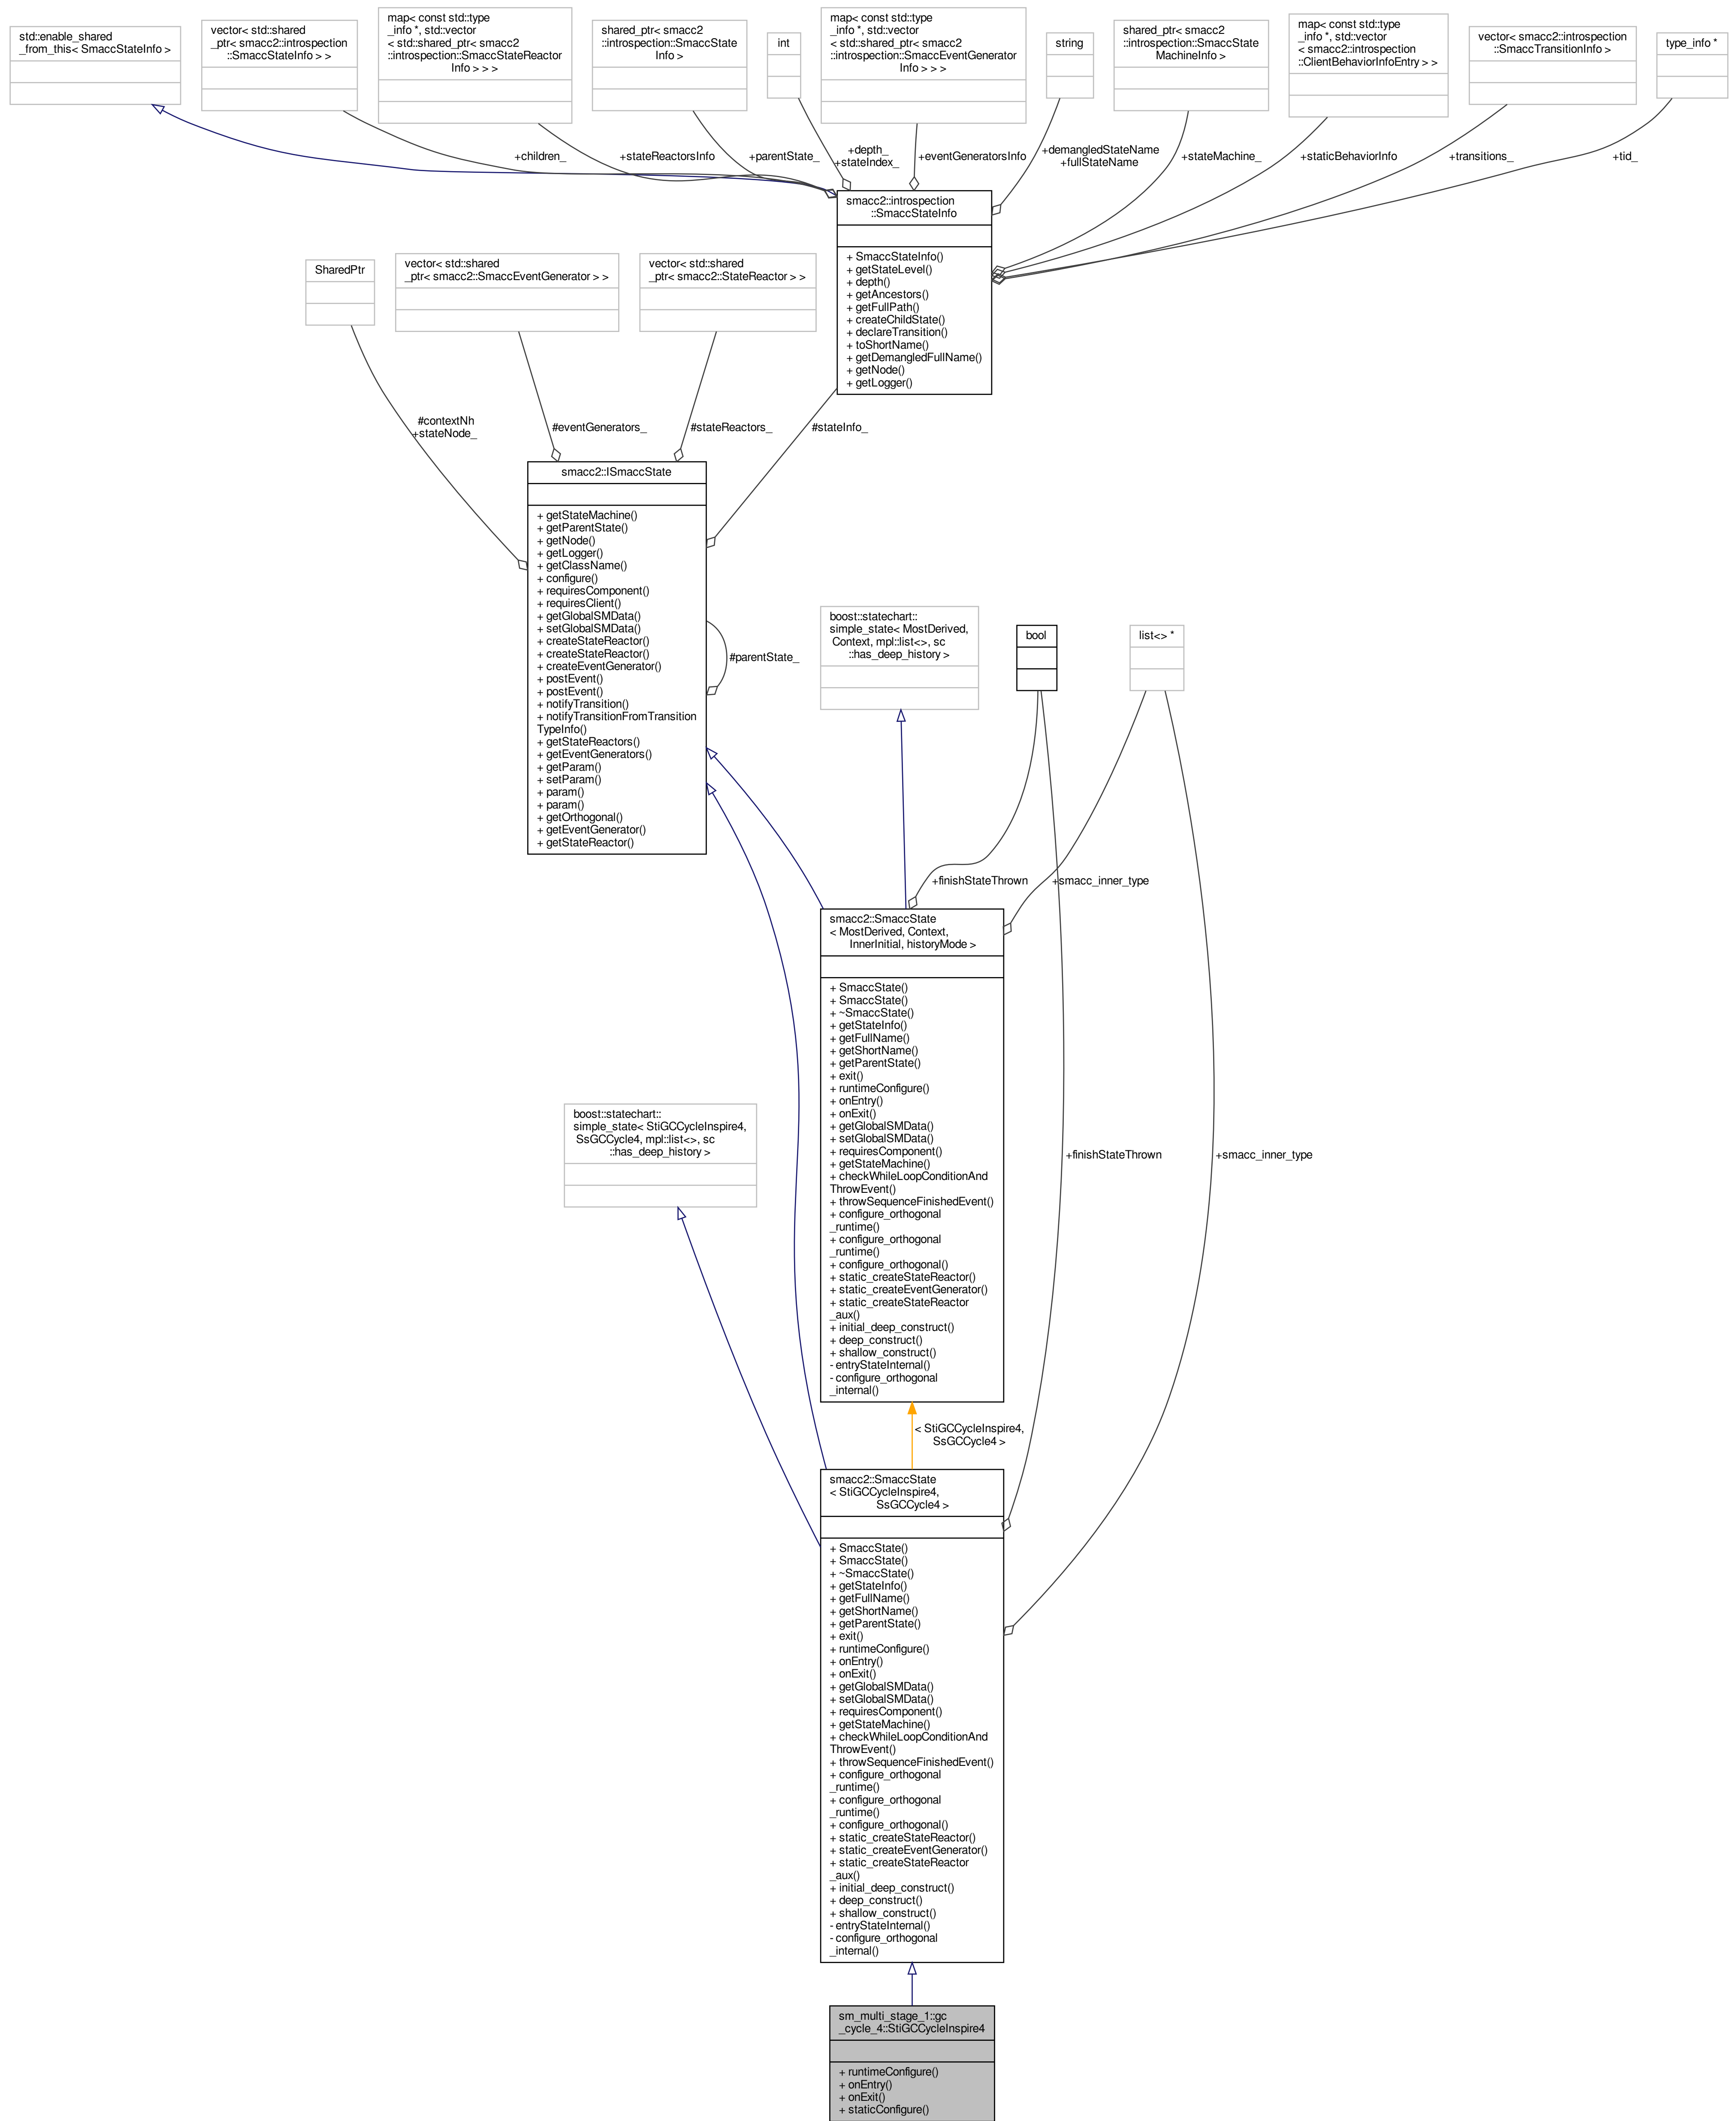 std::enable_shared
_from_this< SmaccStateInfo >
vector< std::shared
_ptr< smacc2::introspection
::SmaccStateInfo > >
map< const std::type
_info *, std::vector
< std::shared_ptr< smacc2
::introspection::SmaccStateReactor
Info > > >
shared_ptr< smacc2
::introspection::SmaccState
Info >
int
map< const std::type
_info *, std::vector
< std::shared_ptr< smacc2
::introspection::SmaccEventGenerator
Info > > >
string
shared_ptr< smacc2
::introspection::SmaccState
MachineInfo >
map< const std::type
_info *, std::vector
< smacc2::introspection
::ClientBehaviorInfoEntry > >
vector< smacc2::introspection
::SmaccTransitionInfo >
type_info *
+children_
+stateReactorsInfo
+parentState_
+depth_
+stateIndex_
+eventGeneratorsInfo
+demangledStateName
+fullStateName
+stateMachine_
+staticBehaviorInfo
+transitions_
+tid_
smacc2::introspection
::SmaccStateInfo
+ SmaccStateInfo()
+ getStateLevel()
+ depth()
+ getAncestors()
+ getFullPath()
+ createChildState()
+ declareTransition()
+ toShortName()
+ getDemangledFullName()
+ getNode()
+ getLogger()
SharedPtr
vector< std::shared
_ptr< smacc2::SmaccEventGenerator > >
vector< std::shared
_ptr< smacc2::StateReactor > >
#contextNh
+stateNode_
#eventGenerators_
#stateReactors_
#stateInfo_
smacc2::ISmaccState
+ getStateMachine()
+ getParentState()
+ getNode()
+ getLogger()
+ getClassName()
+ configure()
+ requiresComponent()
+ requiresClient()
+ getGlobalSMData()
+ setGlobalSMData()
+ createStateReactor()
+ createStateReactor()
+ createEventGenerator()
+ postEvent()
+ postEvent()
+ notifyTransition()
+ notifyTransitionFromTransition
TypeInfo()
+ getStateReactors()
+ getEventGenerators()
+ getParam()
+ setParam()
+ param()
+ param()
+ getOrthogonal()
+ getEventGenerator()
+ getStateReactor()
#parentState_
boost::statechart::
simple_state< MostDerived,
Context, mpl::list<>, sc
::has_deep_history >
bool
list<> *
+finishStateThrown
+smacc_inner_type
smacc2::SmaccState
< MostDerived, Context,
InnerInitial, historyMode >
+ SmaccState()
+ SmaccState()
+ ~SmaccState()
+ getStateInfo()
+ getFullName()
+ getShortName()
+ getParentState()
+ exit()
+ runtimeConfigure()
+ onEntry()
+ onExit()
+ getGlobalSMData()
+ setGlobalSMData()
+ requiresComponent()
+ getStateMachine()
+ checkWhileLoopConditionAnd
ThrowEvent()
+ throwSequenceFinishedEvent()
+ configure_orthogonal
_runtime()
+ configure_orthogonal
_runtime()
+ configure_orthogonal()
+ static_createStateReactor()
+ static_createEventGenerator()
+ static_createStateReactor
_aux()
+ initial_deep_construct()
+ deep_construct()
+ shallow_construct()
- entryStateInternal()
- configure_orthogonal
_internal()
boost::statechart::
simple_state< StiGCCycleInspire4,
SsGCCycle4, mpl::list<>, sc
::has_deep_history >
+finishStateThrown
+smacc_inner_type
< StiGCCycleInspire4,
SsGCCycle4 >
smacc2::SmaccState
< StiGCCycleInspire4,
SsGCCycle4 >
+ SmaccState()
+ SmaccState()
+ ~SmaccState()
+ getStateInfo()
+ getFullName()
+ getShortName()
+ getParentState()
+ exit()
+ runtimeConfigure()
+ onEntry()
+ onExit()
+ getGlobalSMData()
+ setGlobalSMData()
+ requiresComponent()
+ getStateMachine()
+ checkWhileLoopConditionAnd
ThrowEvent()
+ throwSequenceFinishedEvent()
+ configure_orthogonal
_runtime()
+ configure_orthogonal
_runtime()
+ configure_orthogonal()
+ static_createStateReactor()
+ static_createEventGenerator()
+ static_createStateReactor
_aux()
+ initial_deep_construct()
+ deep_construct()
+ shallow_construct()
- entryStateInternal()
- configure_orthogonal
_internal()
sm_multi_stage_1::gc
_cycle_4::StiGCCycleInspire4
+ runtimeConfigure()
+ onEntry()
+ onExit()
+ staticConfigure()